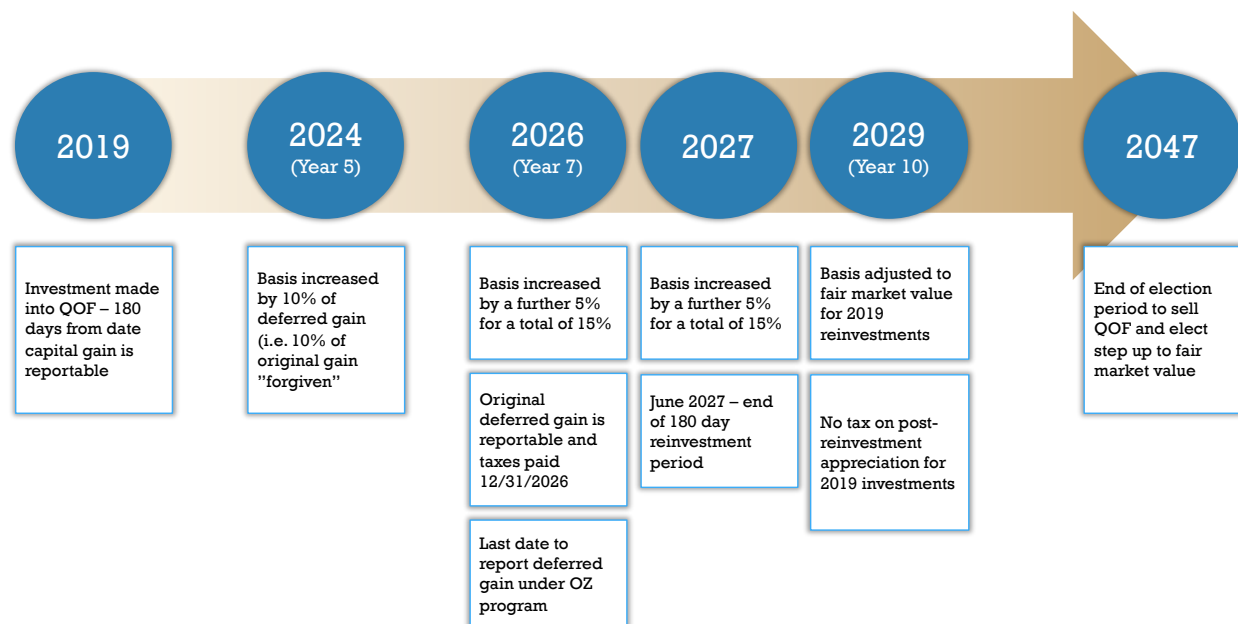 2019
2024
(Year 5)
2026
(Year 7)
2027
2029
(Year 10)
2047
Investment made
into QOF – 180
days from date
capital gain is
reportable
Basis increased
by 10% of
deferred gain
(i.e. 10% of
original gain
”forgiven”
Basis increased
by a further 5%
for a total of 15%
Original
deferred gain is
reportable and
taxes paid
12/31/2026
Last date to
report deferred
gain under OZ
program
Basis increased
by a further 5%
for a total of 15%
June 2027 – end
of 180 day
reinvestment
period
Basis adjusted to
fair market value
for 2019
reinvestments
No tax on post-
reinvestment
appreciation for
2019 investments
End of election
period to sell
QOF and elect
step up to fair
market value